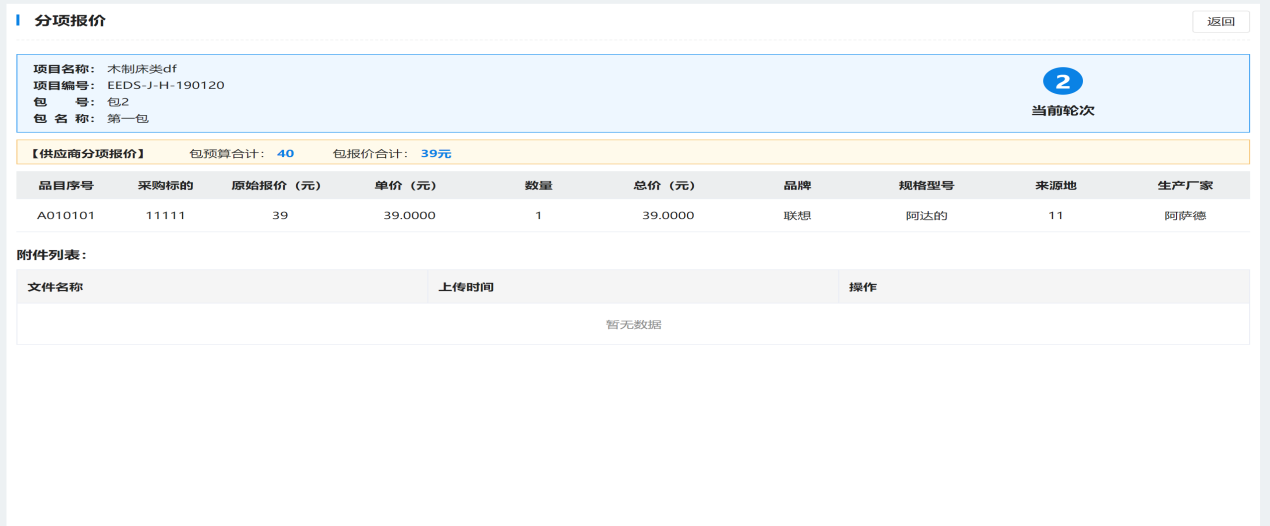 分项报价 返回
项目名称： 木制床类df
项目编号： EEDS-J-H-190120
包 号： 包2
包 名 称： 第一包
2
当前轮次
【供应商分项报价】 包预算合计： 40 包报价合计： 39元
品目序号 采购标的 原始报价（元） 单价（元） 数量 总价（元） 品牌 规格型号 来源地 生产厂家
A010101 11111 39 39.0000 1 39.0000 联想 阿达的 11 阿萨德
附件列表：
文件名称 上传时间 操作
暂无数据